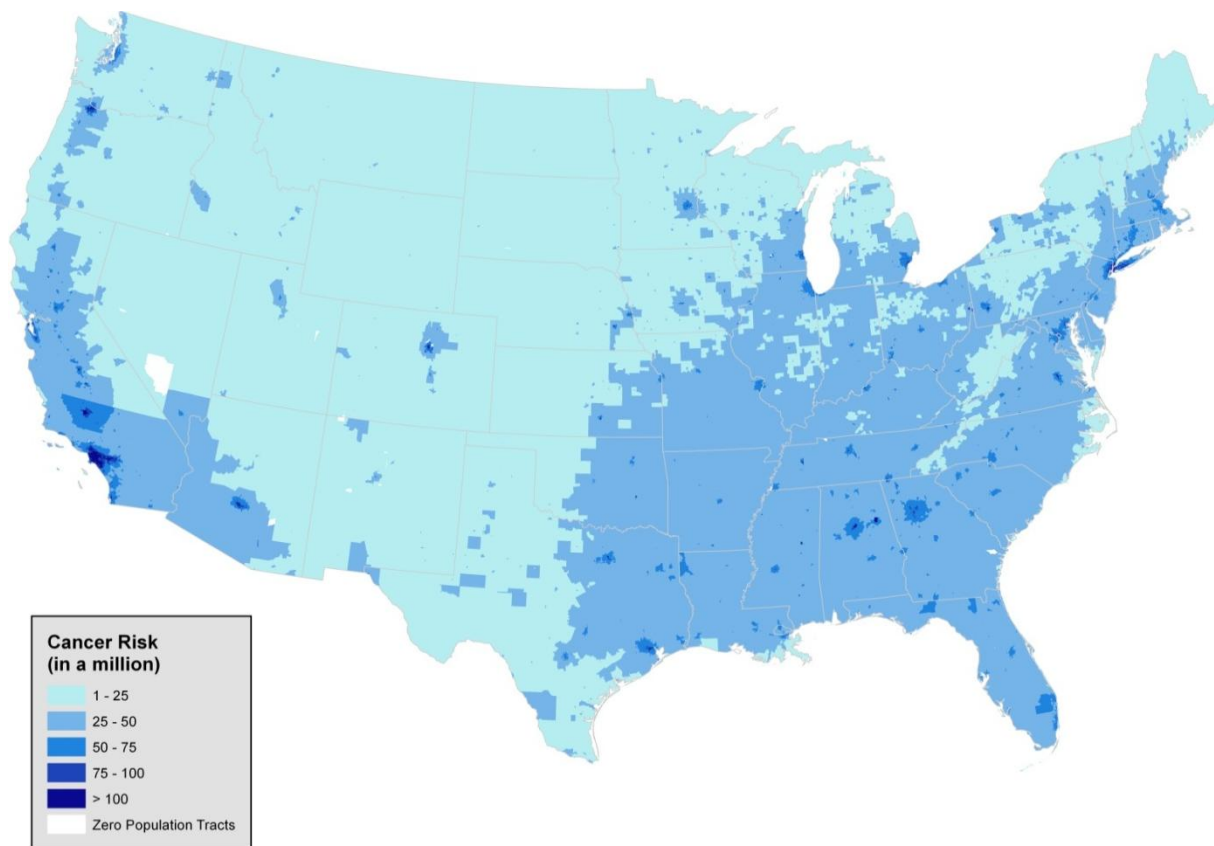 Cancer Risk
(in a million)
1 - 25
25 - 50
50 - 75
75 - 100
> 100
Zero Population Tracts